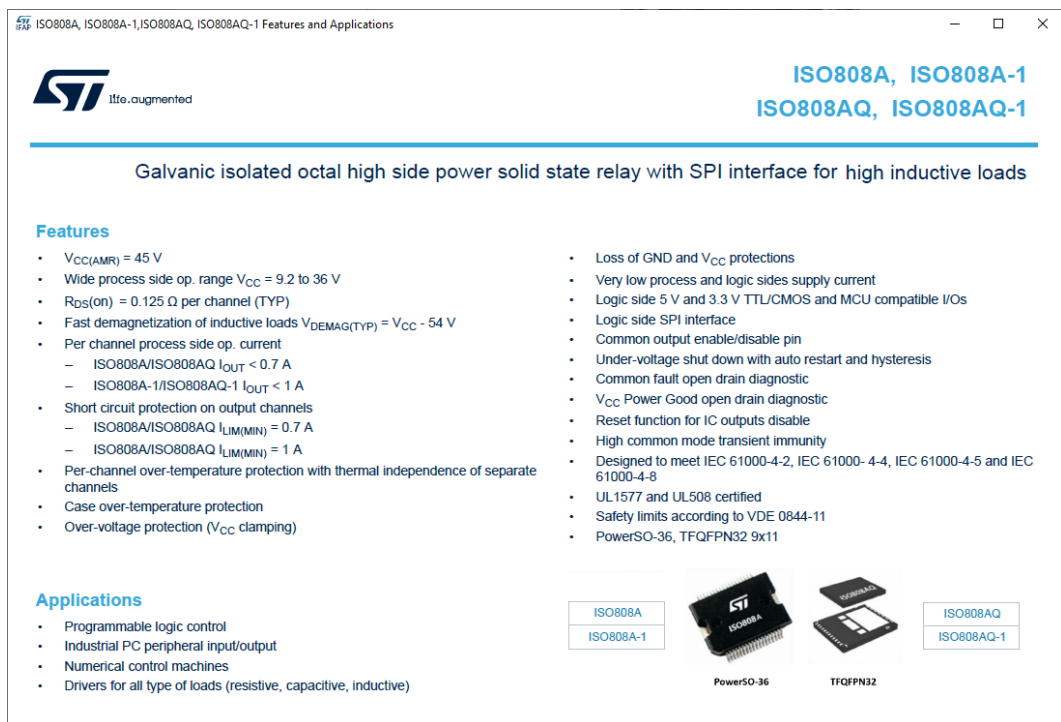 ISO808A, ISO808A-1,ISO808AQ, ISO808AQ-1 Features and Applications
ST
IFAP
ST
life.augmented
ISO808A, ISO808A-1
ISO808AQ, ISO808AQ-1
Galvanic isolated octal high side power solid state relay with SPI interface for high inductive loads
Features
• VCC(AMR) = 45 V
• Wide process side op. range VCC = 9.2 to 36 V
• RDS(on) = 0.125 Ω per channel (TYP)
• Fast demagnetization of inductive loads VDEMAG(TYP) = VCC - 54 V
• Per channel process side op. current
– ISO808A/ISO808AQ IOUT < 0.7 A
– ISO808A-1/ISO808AQ-1 IOUT < 1 A
• Short circuit protection on output channels
– ISO808A/ISO808AQ ILIM(MIN) = 0.7 A
– ISO808A/ISO808AQ ILIM(MIN) = 1 A
• Per-channel over-temperature protection with thermal independence of separate
channels
• Case over-temperature protection
• Over-voltage protection (VCC clamping)
• Loss of GND and VCC protections
• Very low process and logic sides supply current
• Logic side 5 V and 3.3 V TTL/CMOS and MCU compatible I/Os
• Logic side SPI interface
• Common output enable/disable pin
• Under-voltage shut down with auto restart and hysteresis
• Common fault open drain diagnostic
• VCC Power Good open drain diagnostic
• Reset function for IC outputs disable
• High common mode transient immunity
• Designed to meet IEC 61000-4-2, IEC 61000- 4-4, IEC 61000-4-5 and IEC
61000-4-8
• UL1577 and UL508 certified
• Safety limits according to VDE 0844-11
• PowerSO-36, TFQFPN32 9x11
Applications
• Programmable logic control
• Industrial PC peripheral input/output
• Numerical control machines
• Drivers for all type of loads (resistive, capacitive, inductive)
ISO808A
ISO808A-1
ST
ISO808A
PowerSO-36
ISO808AQ
TFQFPN32
ISO808AQ
ISO808AQ-1